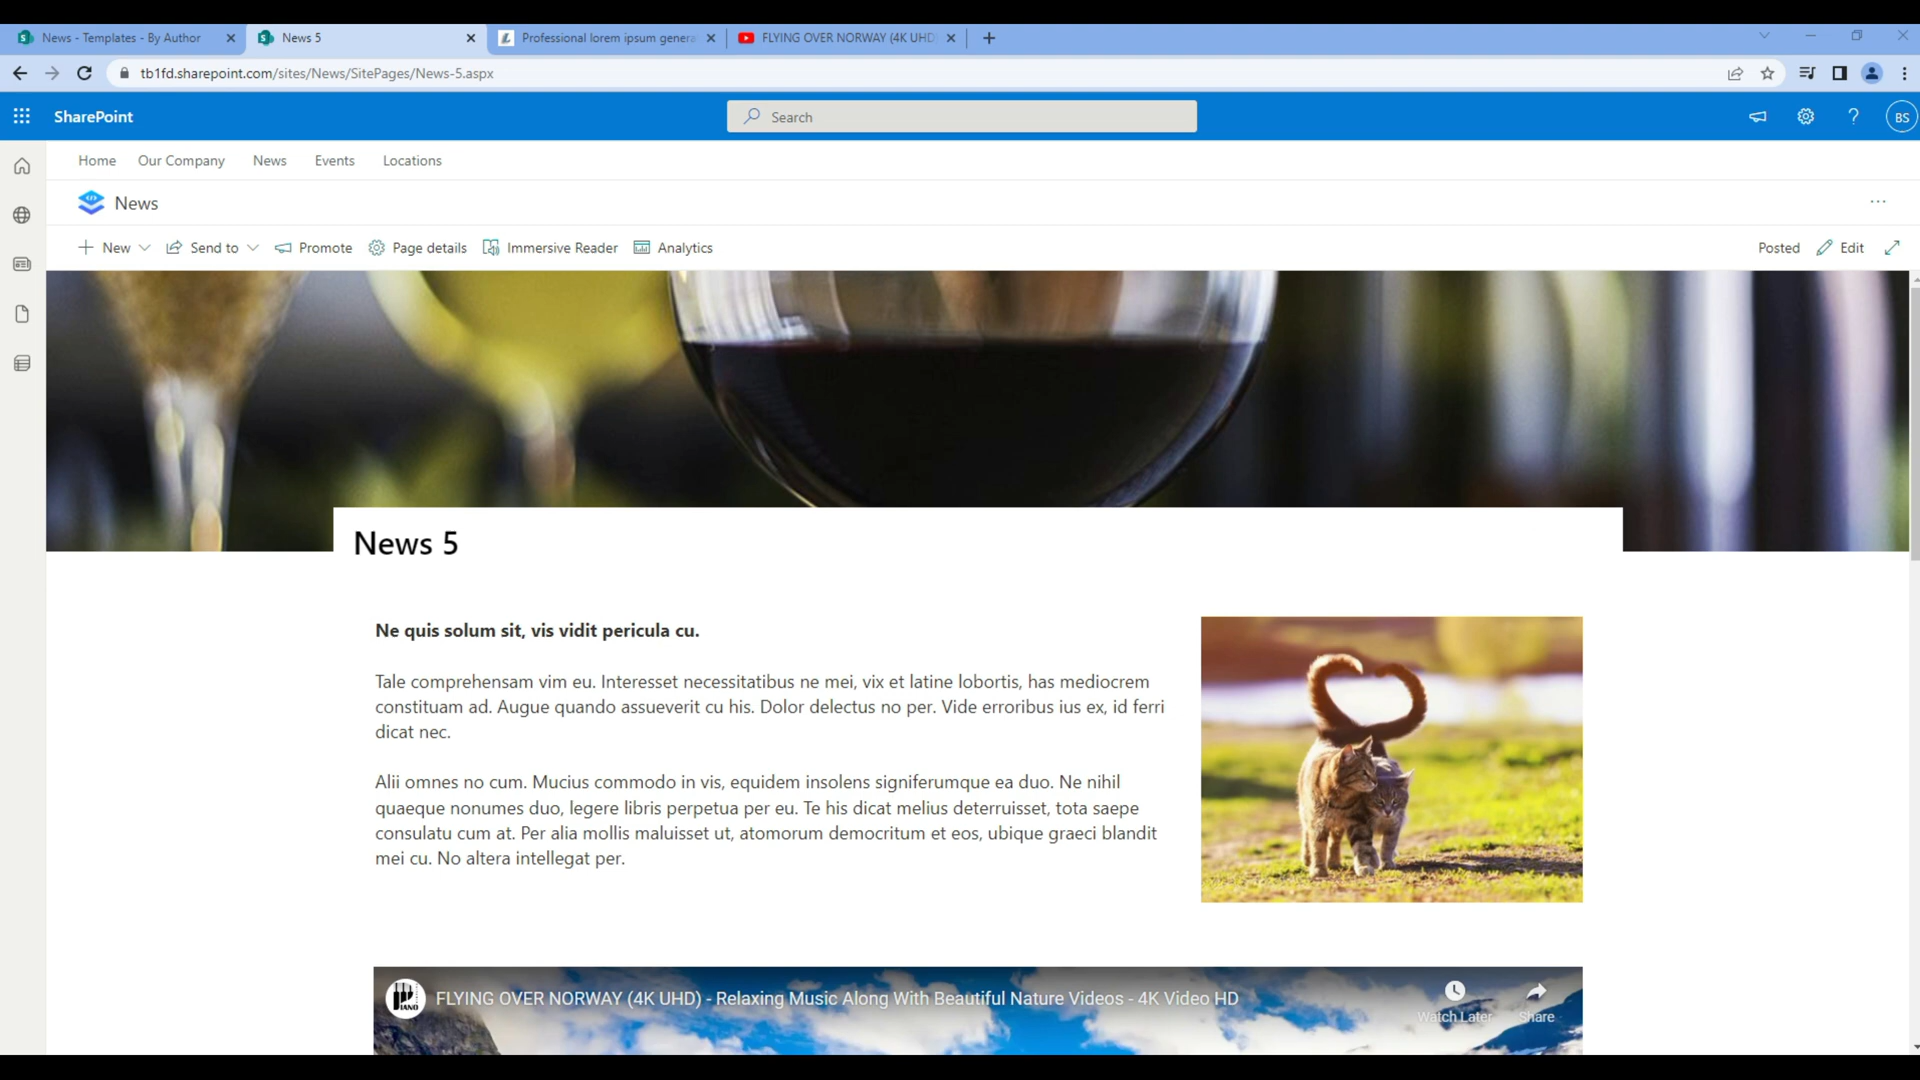 News - Templates - By Author
News 5
Professional lorem ipsum genera
FLYING OVER NORWAY (4K UHD
tb1fd.sharepoint.com/sites/News/SitePages/News-5.aspx
SharePoint
Search
BS
Home
Our Company
News
Events
Locations
News
New
Send to
Promote
Page details
Immersive Reader
Analytics
Posted
Edit
News 5
Ne quis solum sit, vis vidit pericula cu.
Tale comprehensam vim eu. Interesset necessitatibus ne mei, vix et latine lobortis, has mediocrem
constituam ad. Augue quando assueverit cu his. Dolor delectus no per. Vide erroribus ius ex, id ferri
dicat nec.
Alii omnes no cum. Mucius commodo in vis, equidem insolens signiferumque ea duo. Ne nihil
quaeque nonumes duo, legere libris perpetua per eu. Te his dicat melius deterruisset, tota saepe
consulatu cum at. Per alia mollis maluisset ut, atomorum democritum et eos, ubique graeci blandit
mei cu. No altera intellegat per.
PIANO
FLYING OVER NORWAY (4K UHD) - Relaxing Music Along With Beautiful Nature Videos - 4K Video HD
Watch Later
Share